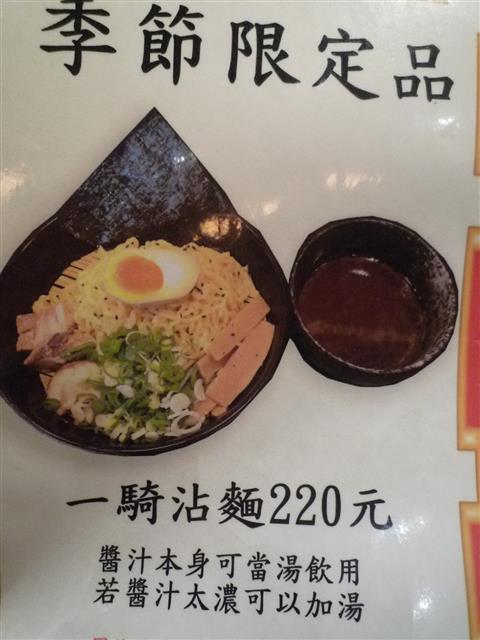 季節限定品
一騎沾麵220元
醬汁本身可當湯飲用
若醬汁太濃可以加湯